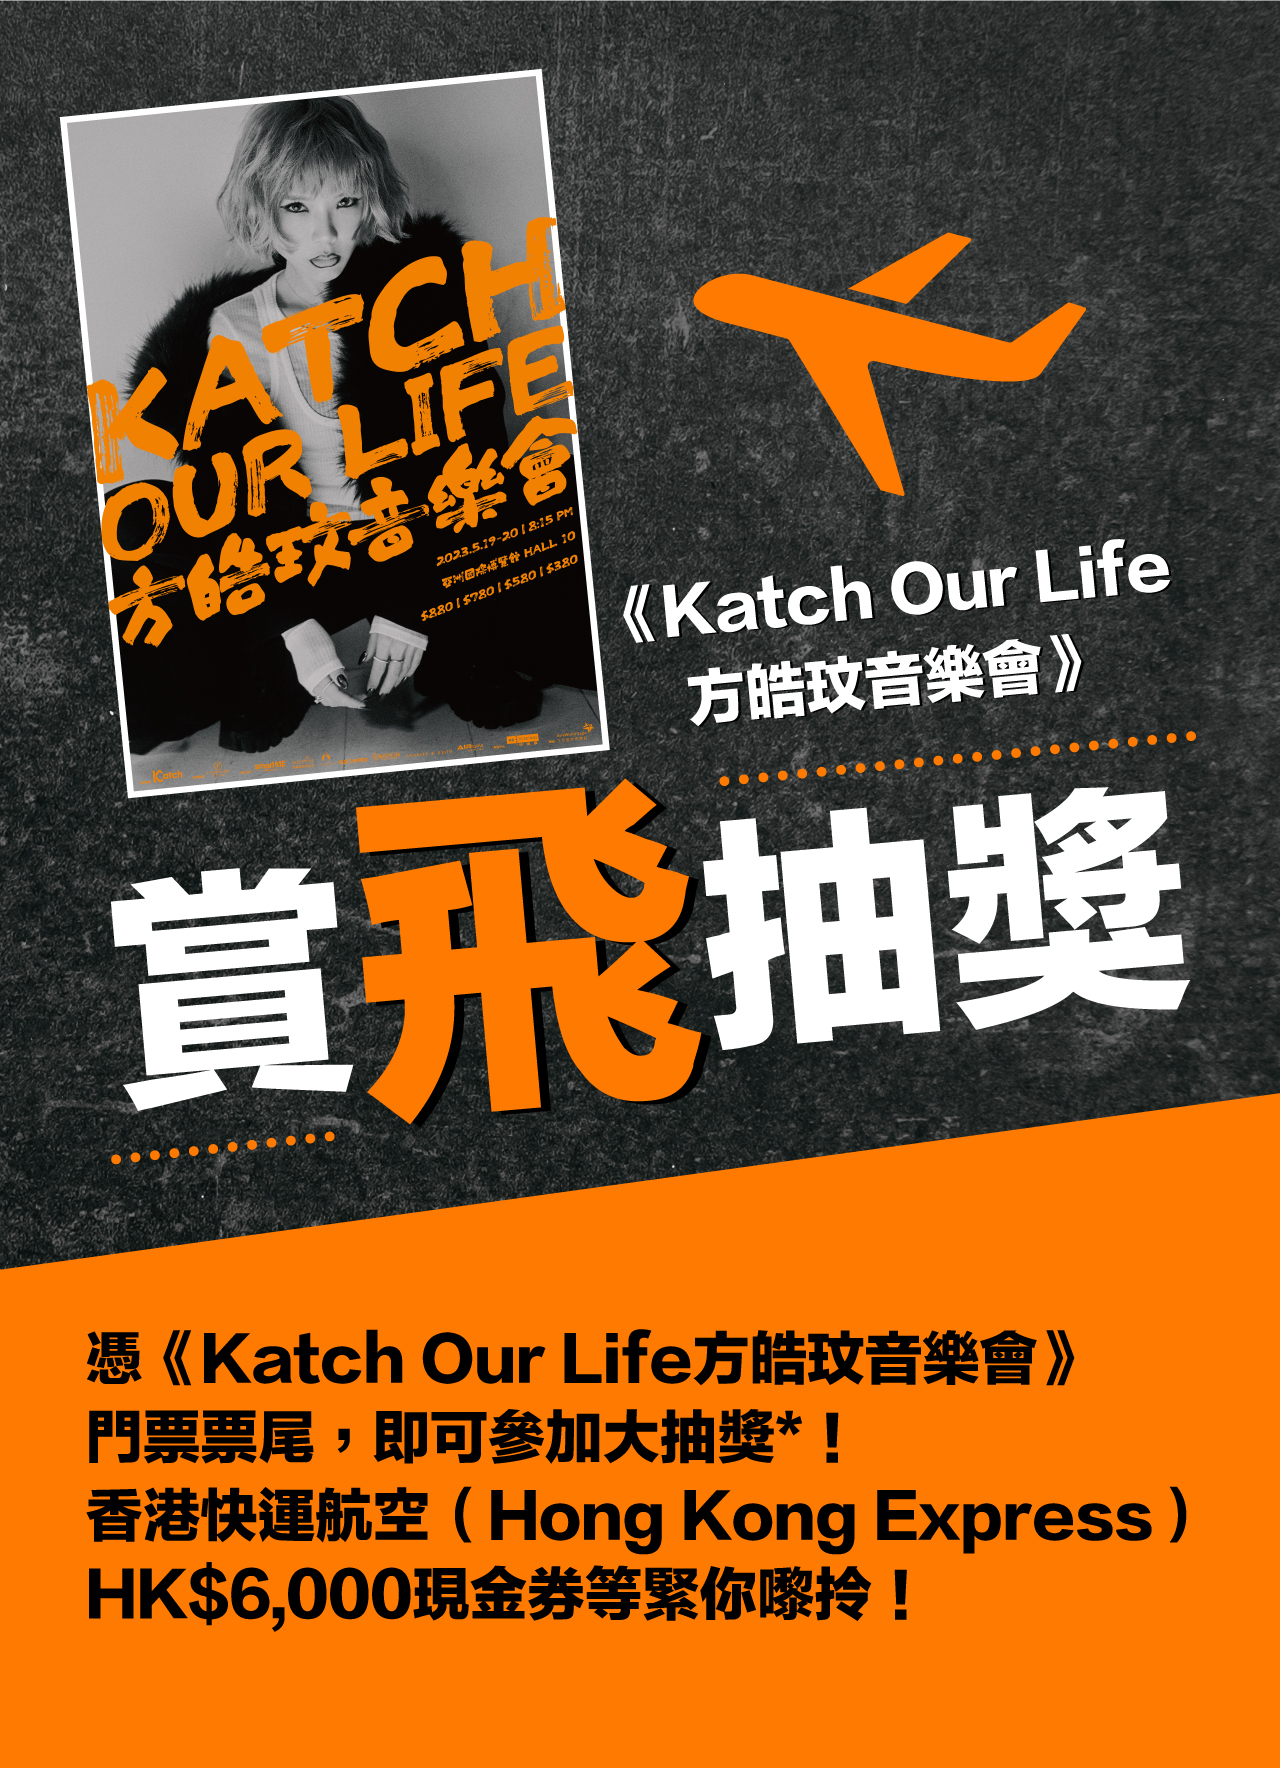 KATCH
OUR LIFE
方皓玟音樂會
2023.5.19-20 | 8:15 PM
亞洲國際博覽館 HALL 10
$880 | $780 | $580 | $380
Katch
《Katch Our Life
方皓玟音樂會》
賞飛抽獎
憑《Katch Our Life方皓玟音樂會》
門票票尾，即可參加大抽獎*！
香港快運航空（Hong Kong Express）
HK$6,000現金券等緊你嚟拎！